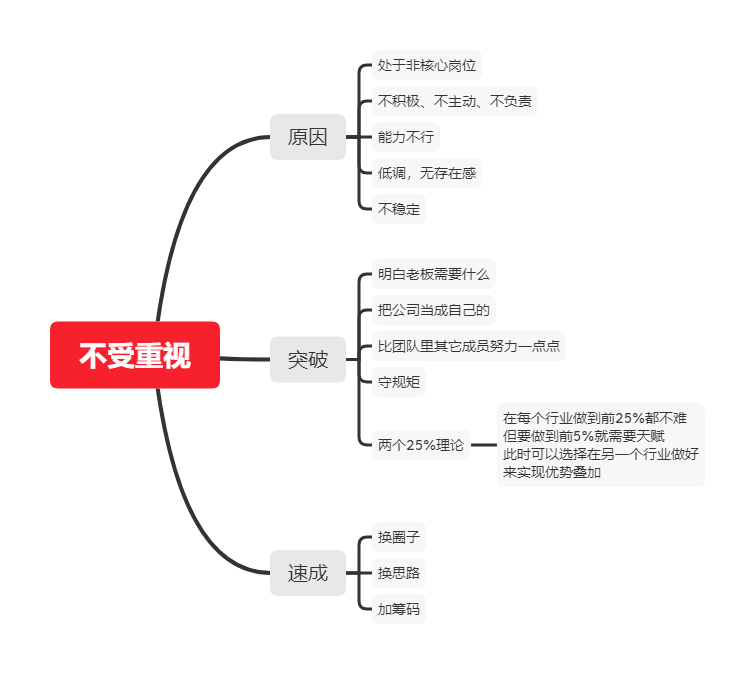 不受重视
原因
处于非核心岗位
不积极、不主动、不负责
能力不行
低调，无存在感
不稳定
突破
明白老板需要什么
把公司当成自己的
比团队里其它成员努力一点点
守规矩
两个25%理论
在每个行业做到前25%都不难
但要做到前5%就需要天赋
此时可以选择在另一个行业做好
来实现优势叠加
速成
换圈子
换思路
加筹码